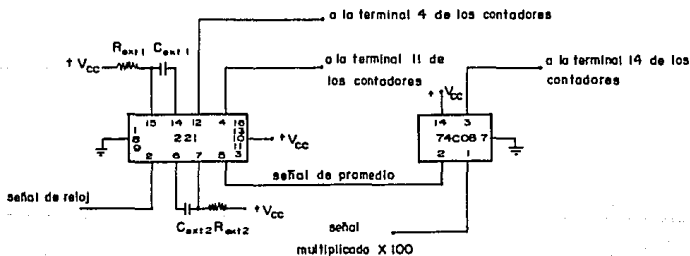 a la terminal 4 de los contadores
Rext1 Cext1
+ Vcc
a la terminal 11 de
los contadores
a la terminal 14 de los
contadores
+ Vcc
15 14 12 4 16
1 8 9
221
13 10 11
+ Vcc
2 6 7 5 3
14 3
74C08 7
2 1
señal de promedio
señal de reloj
+ Vcc
Cext2 Rext2
señal
multiplicada X 100